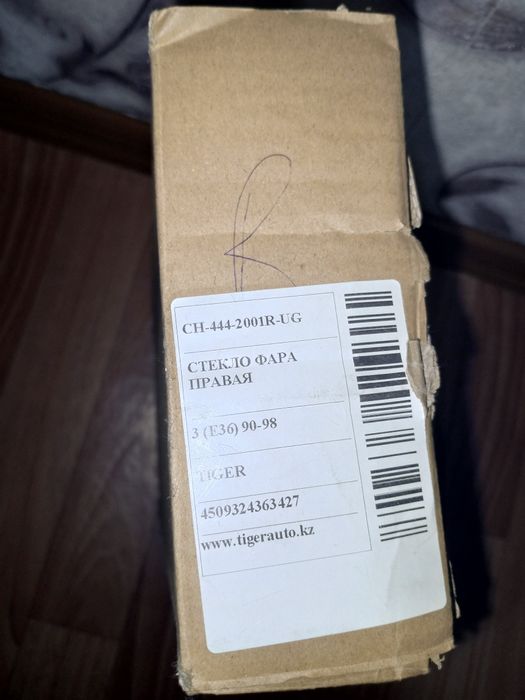 CH-444-2001R-UG
СТЕКЛО ФАРА
ПРАВАЯ
3 (E36) 90-98
TIGER
4509324363427
www.tigerauto.kz